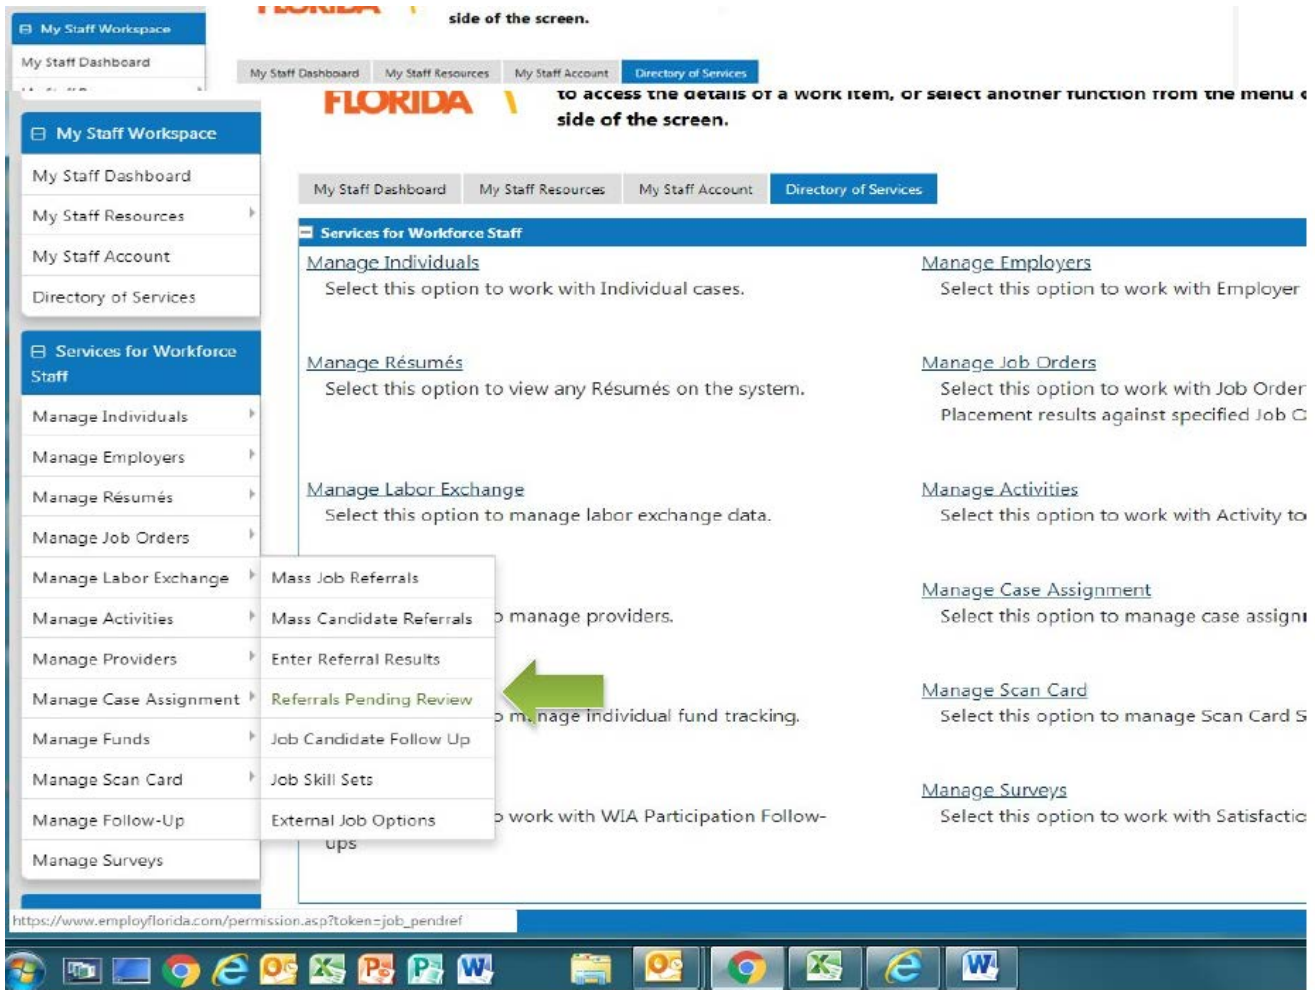 My Staff Workspace
My Staff Dashboard
FLORIDA
side of the screen.
My Staff Dashboard My Staff Resources My Staff Account Directory of Services
FLORIDA
to access the details of a work item, or select another function from the menu
side of the screen.
My Staff Workspace
My Staff Dashboard
My Staff Resources
My Staff Account
Directory of Services
My Staff Dashboard My Staff Resources My Staff Account Directory of Services
Services for Workforce
Staff
Manage Individuals
Manage Employers
Manage Résumés
Manage Job Orders
Manage Labor Exchange
Manage Activities
Manage Providers
Manage Case Assignment
Manage Funds
Manage Scan Card
Manage Follow-Up
Manage Surveys
Mass Job Referrals
Mass Candidate Referrals
Enter Referral Results
Referrals Pending Review
Job Candidate Follow Up
Job Skill Sets
External Job Options
Services for Workforce Staff
Manage Individuals
Select this option to work with Individual cases.
Manage Résumés
Select this option to view any Résumés on the system.
Manage Labor Exchange
Select this option to manage labor exchange data.
manage providers.
manage individual fund tracking.
work with WIA Participation Follow-
ups
Manage Employers
Select this option to work with Employer
Manage Job Orders
Select this option to work with Job Order
Placement results against specified Job
Manage Activities
Select this option to work with Activity to
Manage Case Assignment
Select this option to manage case
Manage Scan Card
Select this option to manage Scan Card S
Manage Surveys
Select this option to work with
https://www.employflorida.com/permission.asp?token=job_pendref